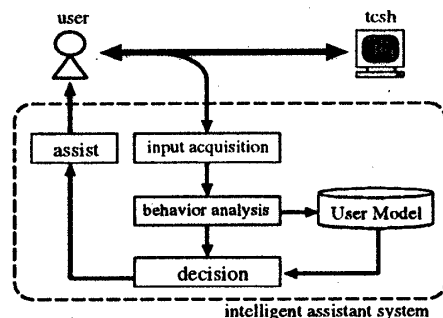 user
tcsh
assist
input acquisition
behavior analysis
User Model
decision
intelligent assistant system